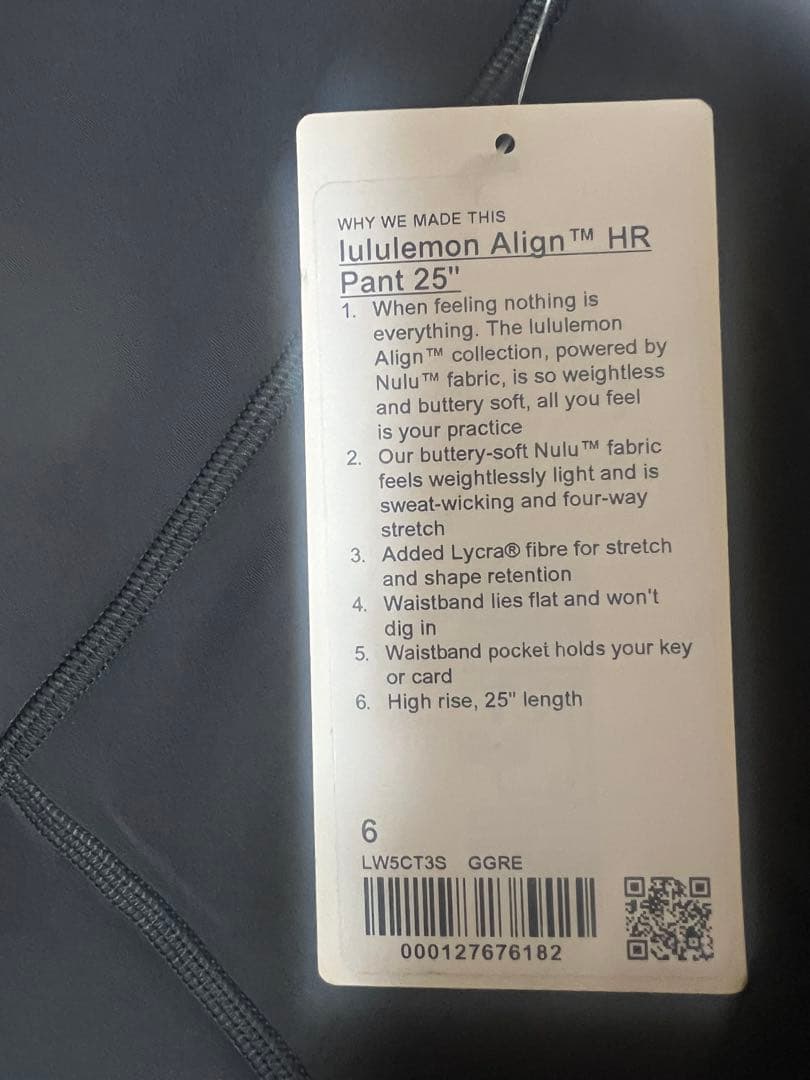 WHY WE MADE THIS
lululemon Align™ HR
Pant 25"
1. When feeling nothing is
everything. The lululemon
Align™ collection, powered by
Nulu™ fabric, is so weightless
and buttery soft, all you feel
is your practice
2. Our buttery-soft Nulu™ fabric
feels weightlessly light and is
sweat-wicking and four-way
stretch
3. Added Lycra® fibre for stretch
and shape retention
4. Waistband lies flat and won't
dig in
5. Waistband pocket holds your key
or card
6. High rise, 25" length
6
LW5CT3S GGRE
000127676182